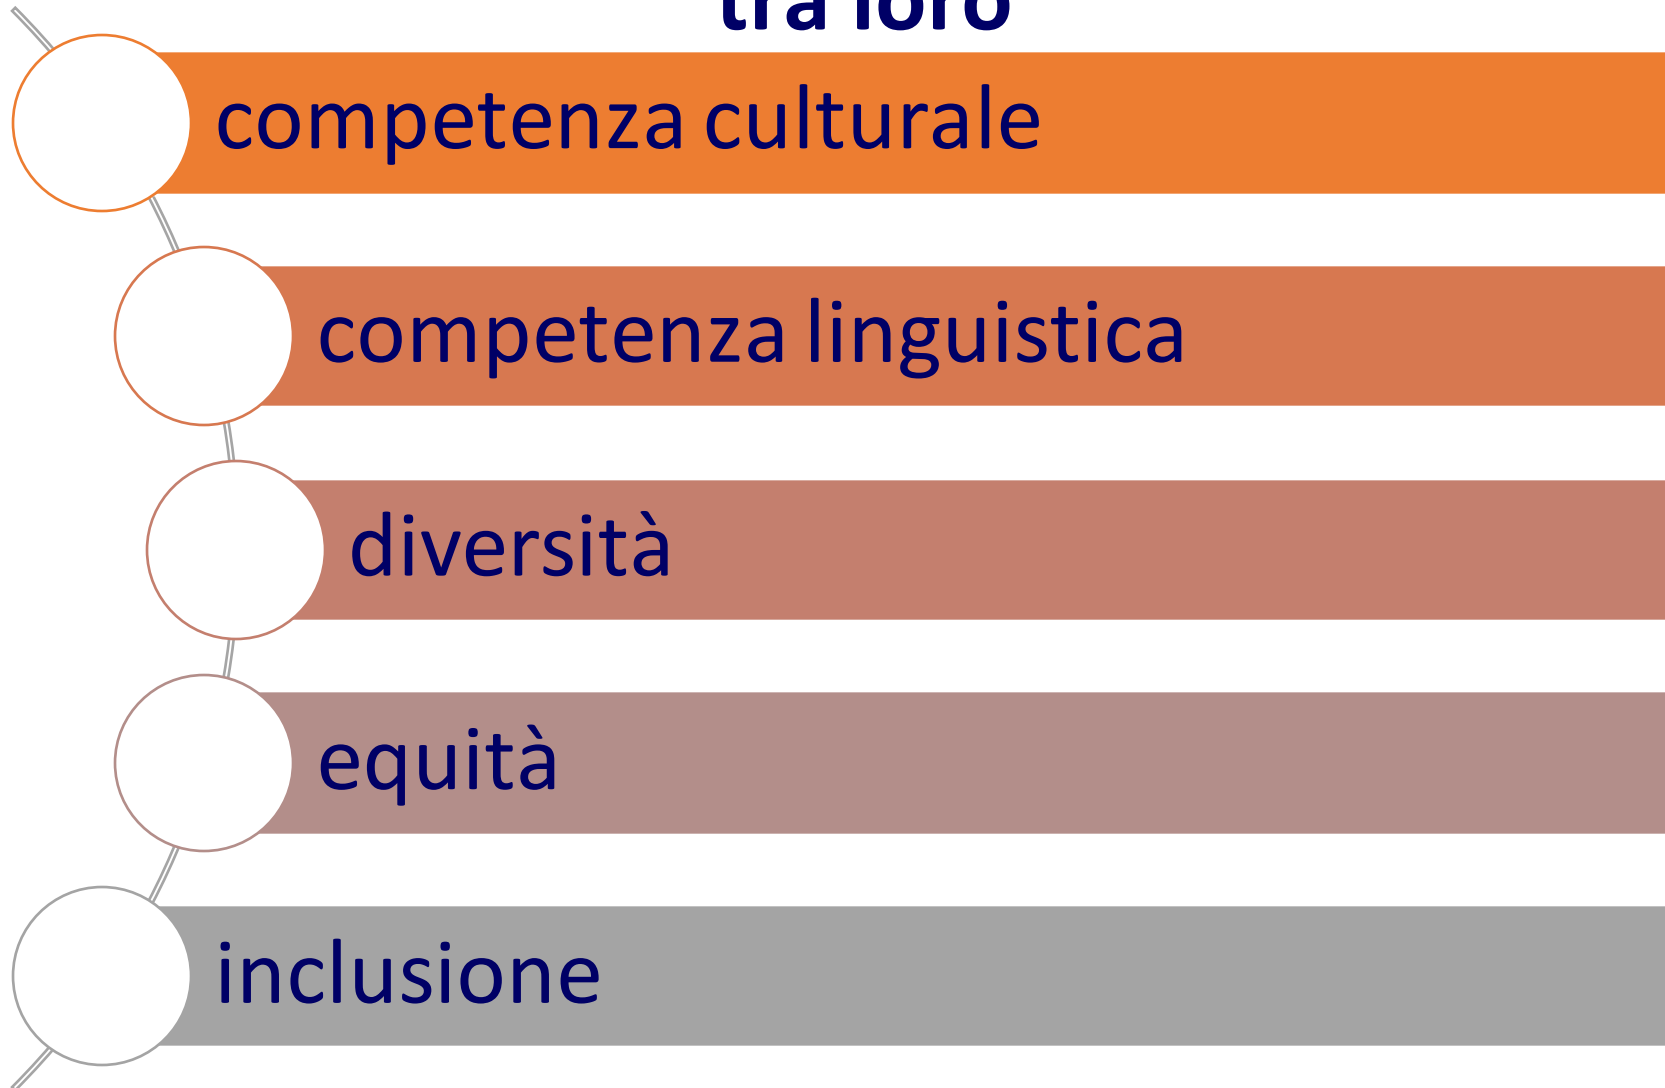 tra loro
competenza culturale
competenza linguistica
diversità
equità
inclusione